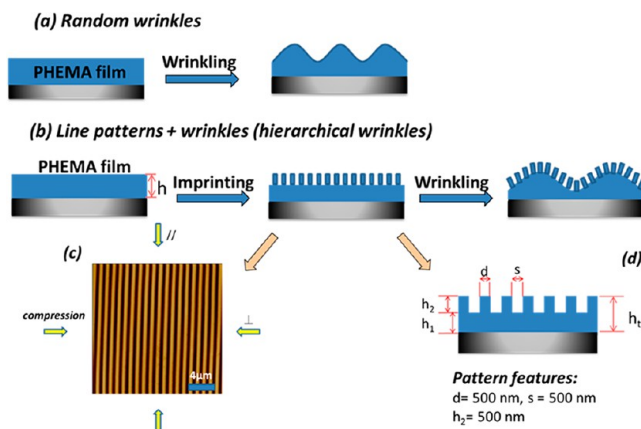 (a) Random wrinkles
PHEMA film
Wrinkling
(b) Line patterns + wrinkles (hierarchical wrinkles)
PHEMA film
h
Imprinting
Wrinkling
//
(c)
compression
⊥
4μm
(d)
d
s
h₂
h₁
hₜ
Pattern features:
d= 500 nm, s = 500 nm
h₂= 500 nm